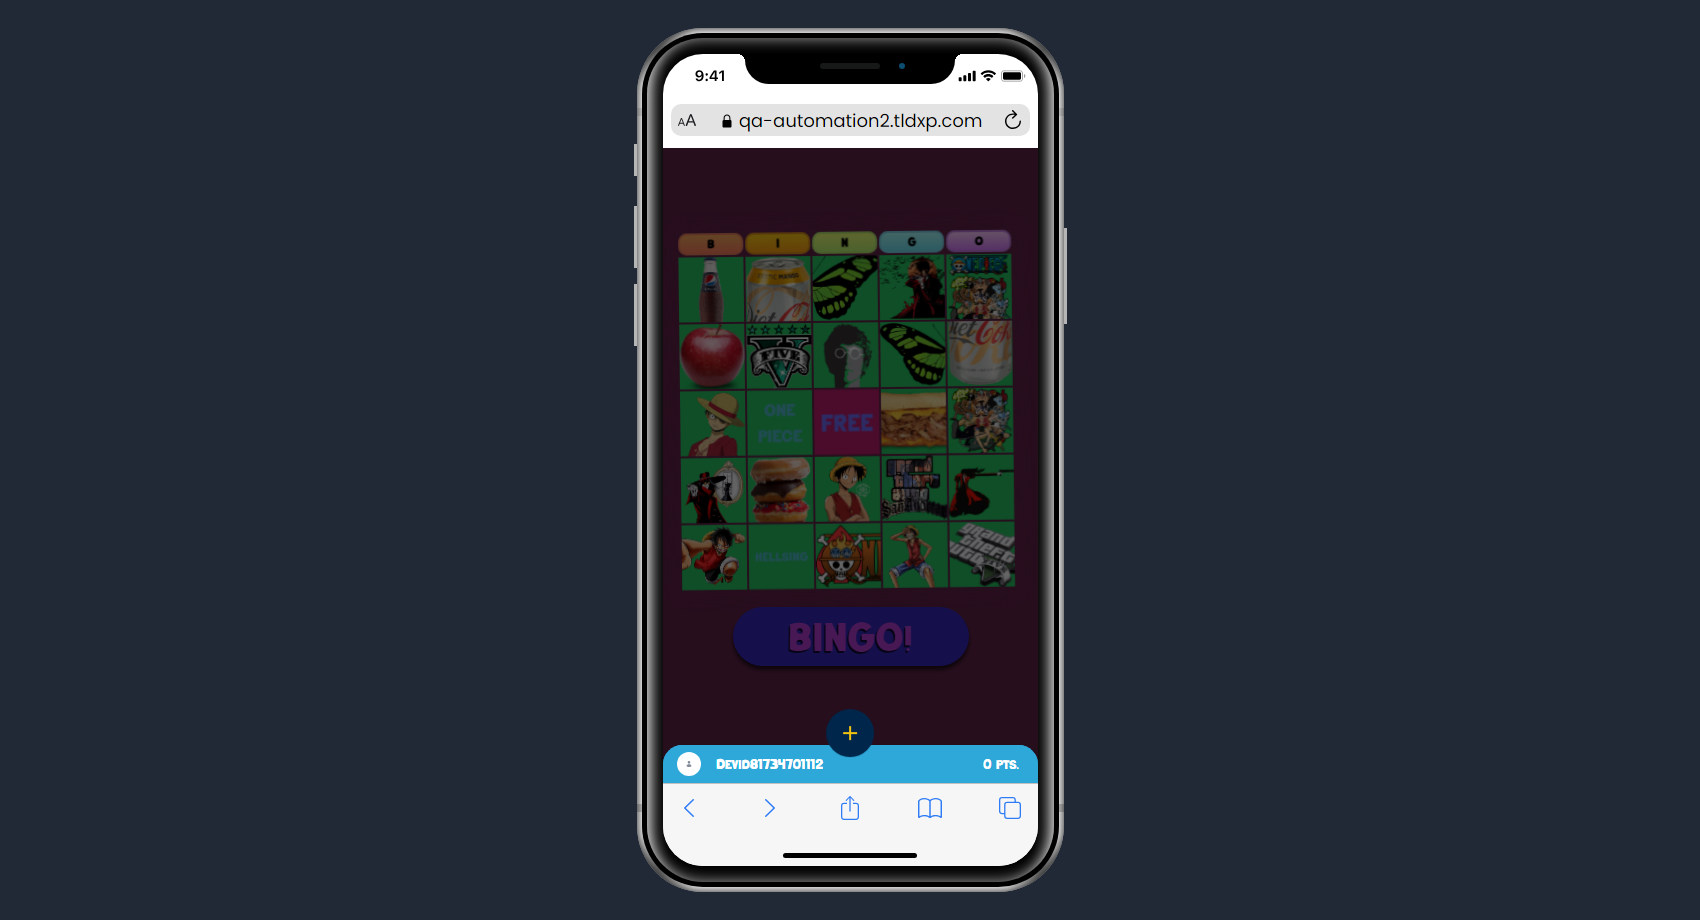 9:41
AA qa-automation2.tldxp.com
B I N G O
FIVE
ONE
PIECE
FREE
HELLSING
BINGO!
+
DEVID81734701112 0 PTS.